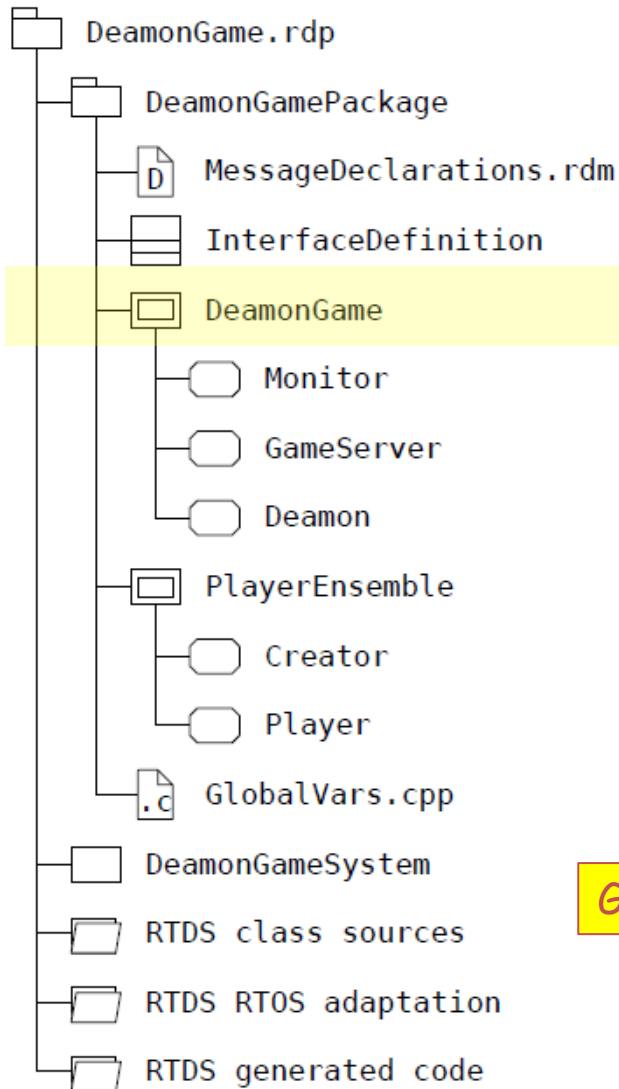 DeamonGame.rdp
DeamonGamePackage
D MessageDeclarations.rdm
InterfaceDefinition
DeamonGame
Monitor
GameServer
Deamon
PlayerEnsemble
Creator
Player
.c GlobalVars.cpp
DeamonGameSystem
RTDS class sources
RTDS RTOS adaptation
RTDS generated code